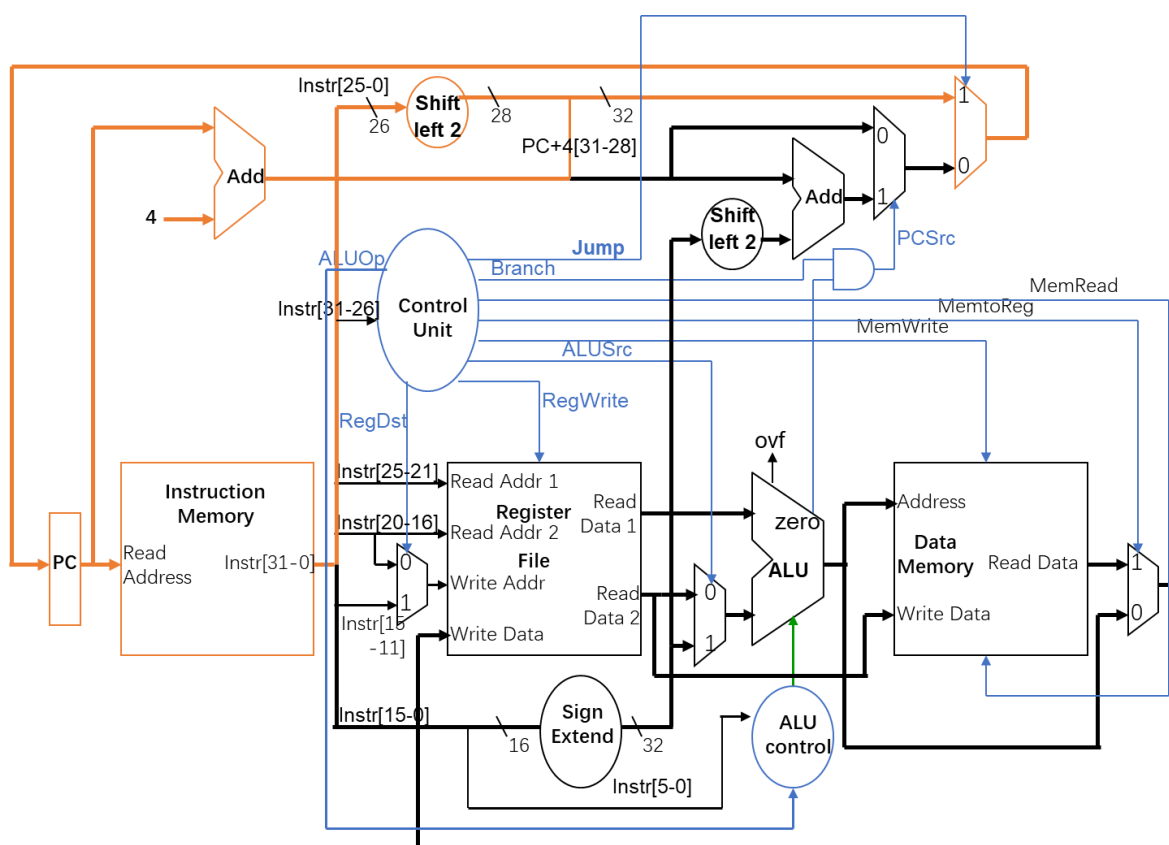 Instr[25-0]
26
Shift
left 2
28
32
1
0
PC+4[31-28]
0
1
Add
4
Add
Shift
left 2
PCSrc
ALUOp
Jump
Branch
MemRead
Instr[31-26]
Control
Unit
MemtoReg
MemWrite
ALUSrc
RegDst
RegWrite
ovf
Instruction
Memory
Instr[25-21]
Read Addr 1
Register
Read
Data 1
Address
zero
PC
Read
Address
Instr[31-0]
Instr[20-16]
Read Addr 2
File
0
1
Write Addr
ALU
Data
Memory
Read Data
1
0
Instr[15
-11]
Write Data
Read
Data 2
0
1
Write Data
Instr[15-0]
16
Sign
Extend
32
ALU
control
Instr[5-0]